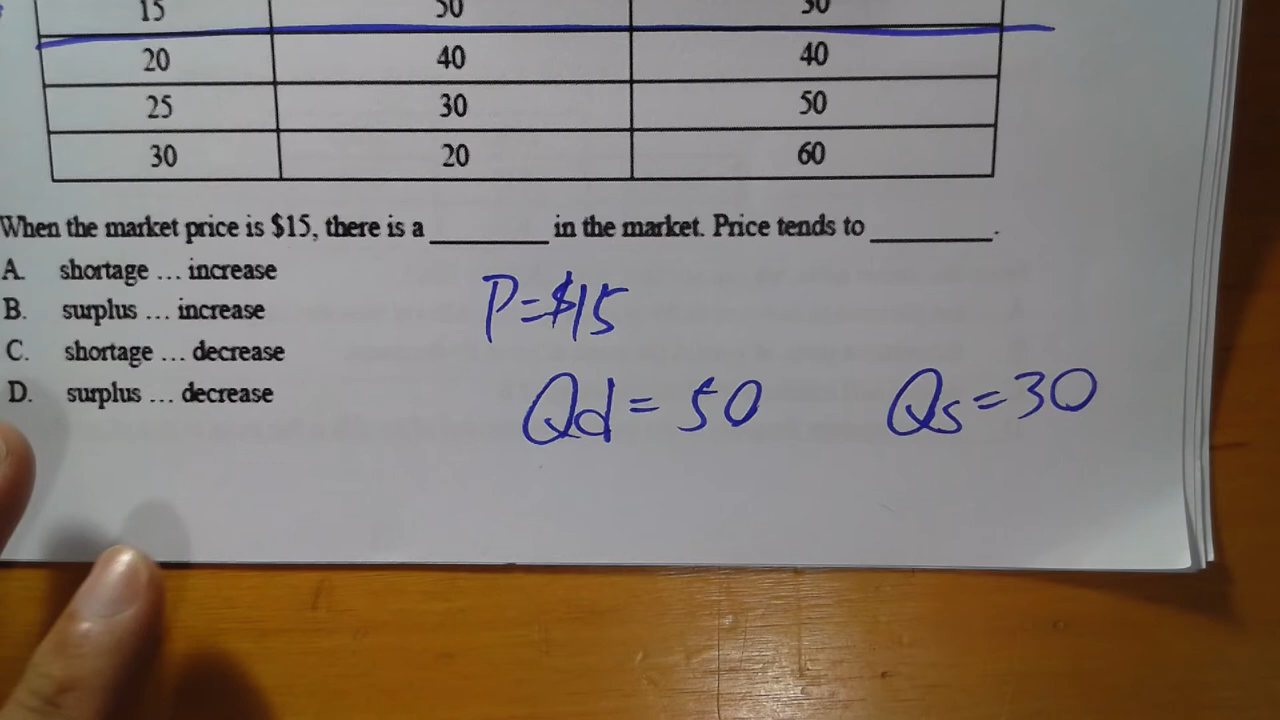 15 50 30
20 40 40
25 30 50
30 20 60
When the market price is $15, there is a ________ in the market. Price tends to ________.
A. shortage … increase
B. surplus … increase
P=$15
C. shortage … decrease
D. surplus … decrease
Qd = 50 Qs = 30